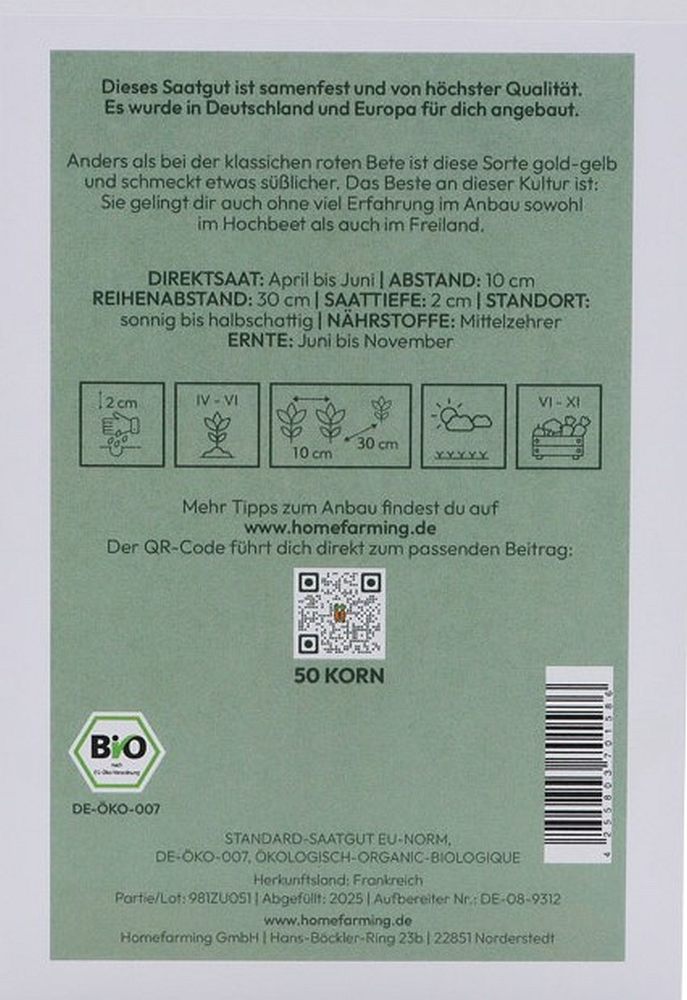 Dieses Saatgut ist samenfest und von höchster Qualität.
Es wurde in Deutschland und Europa für dich angebaut.
Anders als bei der klassichen roten Bete ist diese Sorte gold-gelb
und schmeckt etwas süßlicher. Das Beste an dieser Kultur ist:
Sie gelingt dir auch ohne viel Erfahrung im Anbau sowohl
im Hochbeet als auch im Freiland.
DIREKTSAAT: April bis Juni | ABSTAND: 10 cm
REIHENABSTAND: 30 cm | SAATTIEFE: 2 cm | STANDORT:
sonnig bis halbschattig | NÄHRSTOFFE: Mittelzehrer
ERNTE: Juni bis November
2 cm
IV - VI
10 cm
30 cm
VI - XI
Mehr Tipps zum Anbau findest du auf
www.homefarming.de
Der QR-Code führt dich direkt zum passenden Beitrag:
50 KORN
Bio
nach
EG-Öko-Verordnung
DE-ÖKO-007
4 255803 701586
STANDARD-SAATGUT EU-NORM,
DE-ÖKO-007, ÖKOLOGISCH-ORGANIC-BIOLOGIQUE
Herkunftsland: Frankreich
Partie/Lot: 981ZU051 | Abgefüllt: 2025 | Aufbereiter Nr.: DE-08-9312
www.homefarming.de
Homefarming GmbH | Hans-Böckler-Ring 23b | 22851 Norderstedt